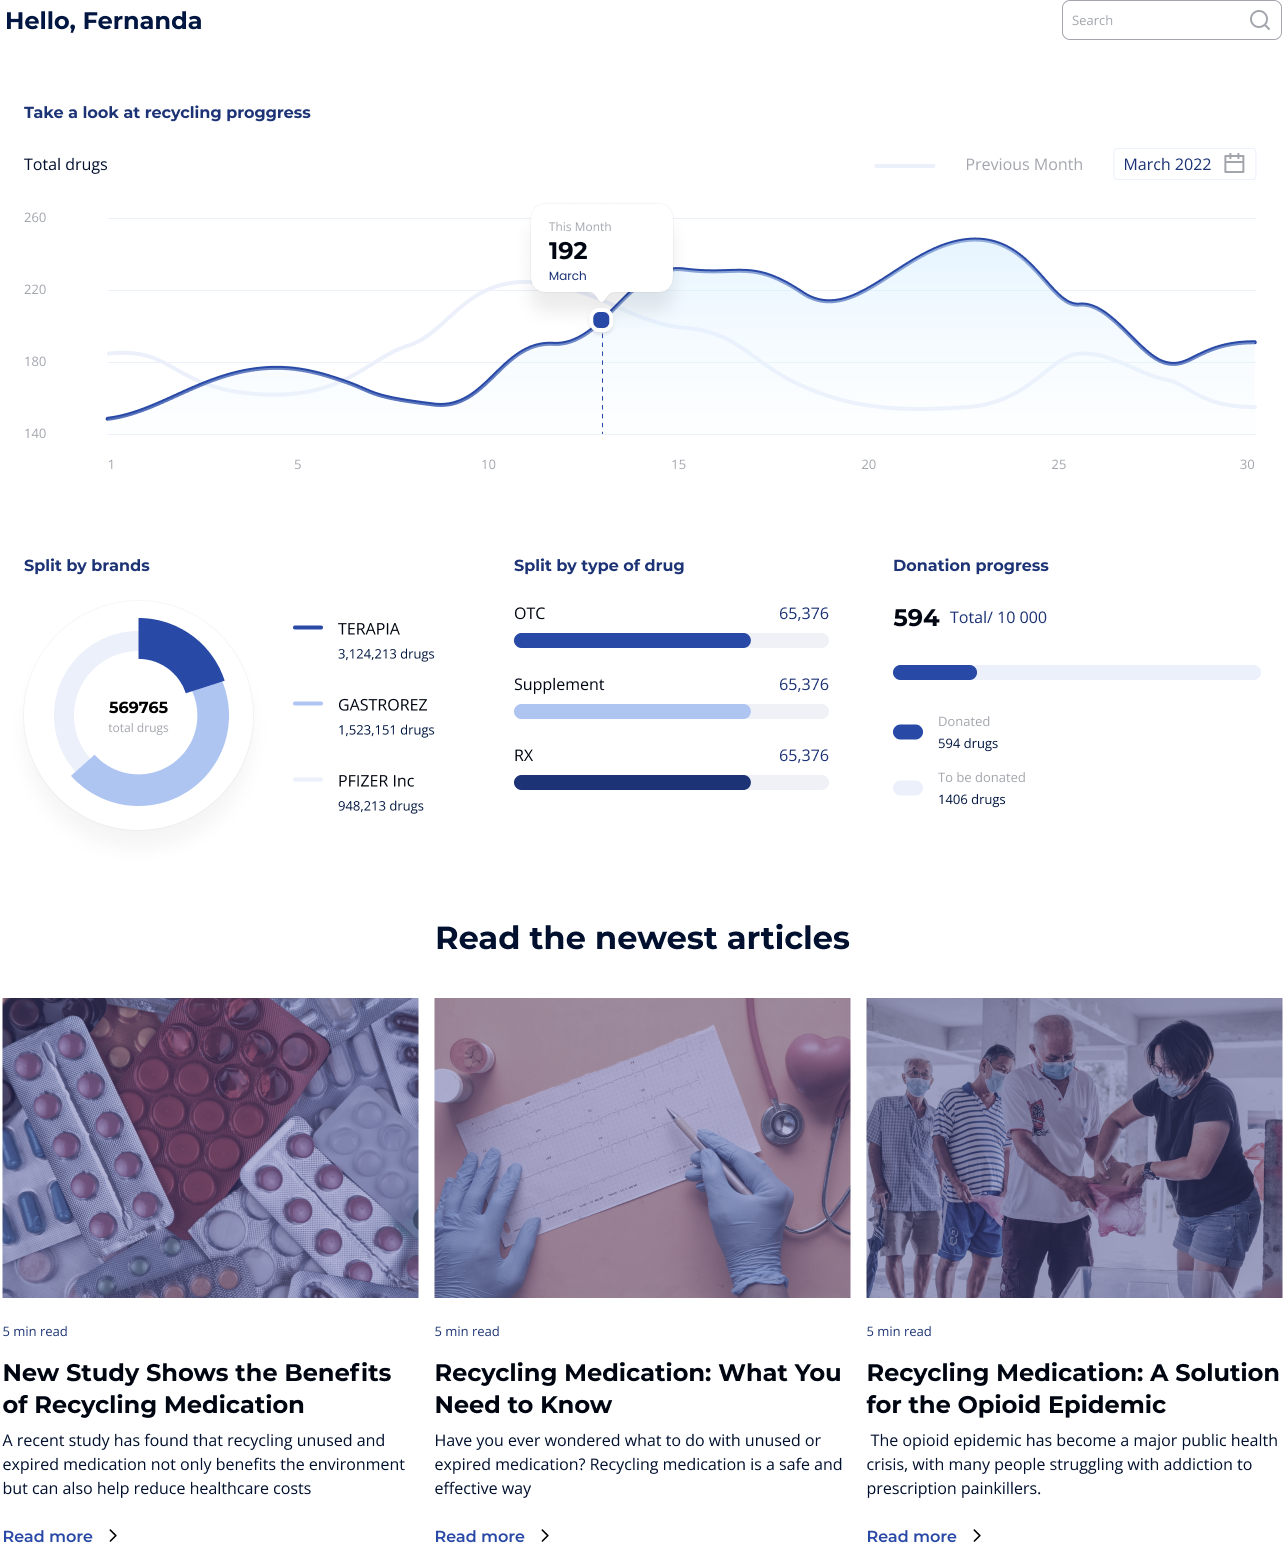 Hello, Fernanda
Search
Take a look at recycling proggress
Total drugs
Previous Month
March 2022
260
220
180
140
This Month
192
March
1
5
10
15
20
25
30
Split by brands
569765
total drugs
TERAPIA
3,124,213 drugs
GASTROREZ
1,523,151 drugs
PFIZER Inc
948,213 drugs
Split by type of drug
OTC
65,376
Supplement
65,376
RX
65,376
Donation progress
594 Total/ 10 000
Donated
594 drugs
To be donated
1406 drugs
Read the newest articles
5 min read
New Study Shows the Benefits
of Recycling Medication
A recent study has found that recycling unused and
expired medication not only benefits the environment
but can also help reduce healthcare costs
Read more
5 min read
Recycling Medication: What You
Need to Know
Have you ever wondered what to do with unused or
expired medication? Recycling medication is a safe and
effective way
Read more
5 min read
Recycling Medication: A Solution
for the Opioid Epidemic
The opioid epidemic has become a major public health
crisis, with many people struggling with addiction to
prescription painkillers.
Read more